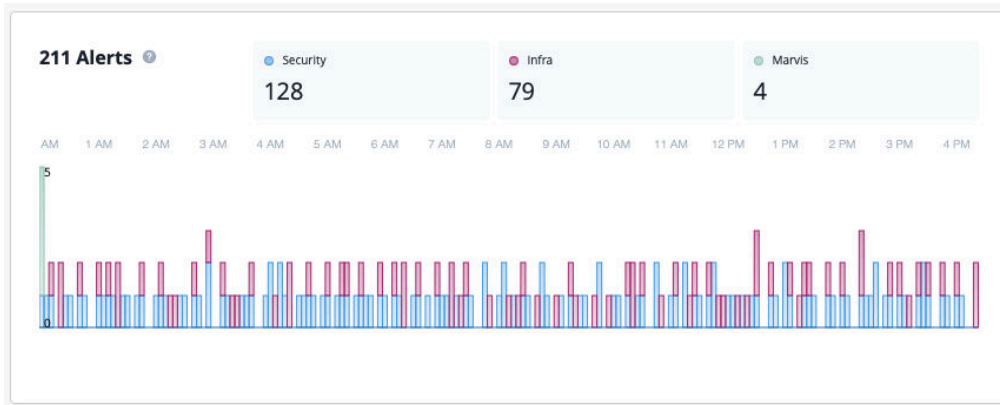 211 Alerts ?
Security
128
Infra
79
Marvis
4
AM 1 AM 2 AM 3 AM 4 AM 5 AM 6 AM 7 AM 8 AM 9 AM 10 AM 11 AM 12 PM 1 PM 2 PM 3 PM 4 PM
5
0